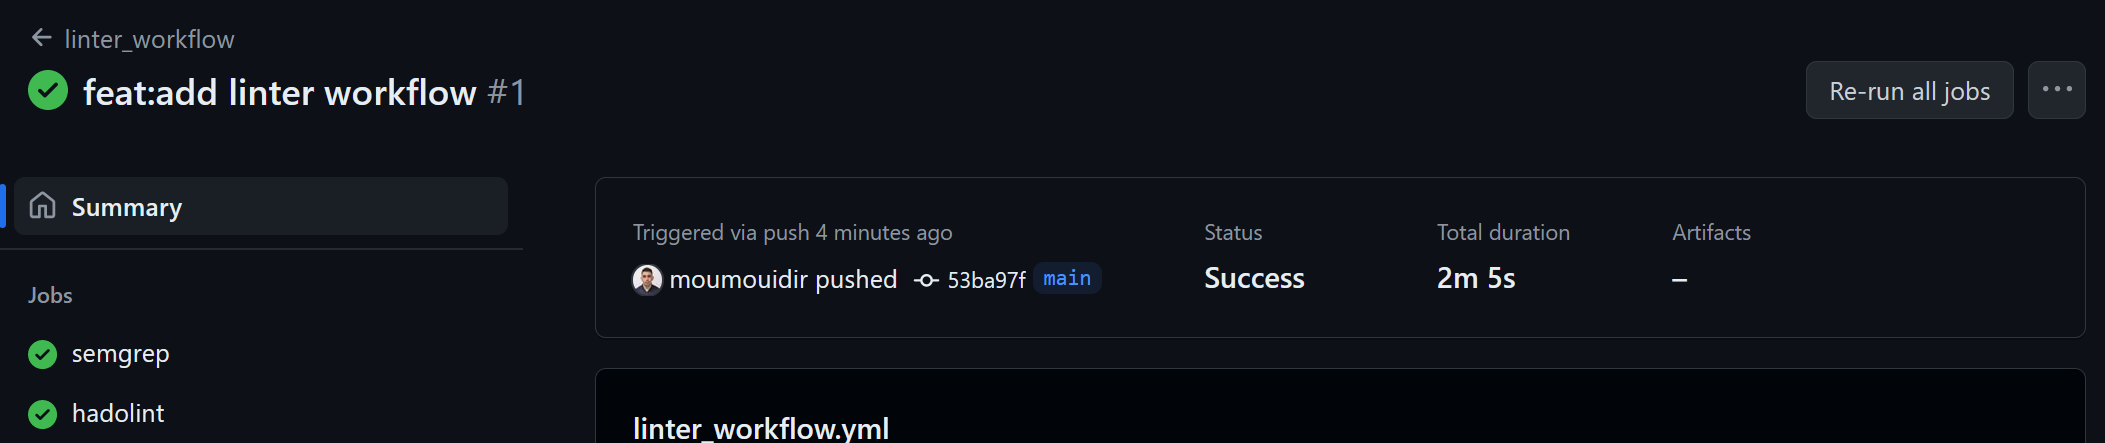 linter_workflow
feat:add linter workflow #1
Re-run all jobs
Summary
Triggered via push 4 minutes ago
moumouidir pushed 53ba97f main
Status
Success
Total duration
2m 5s
Artifacts
–
Jobs
semgrep
hadolint
linter_workflow.yml